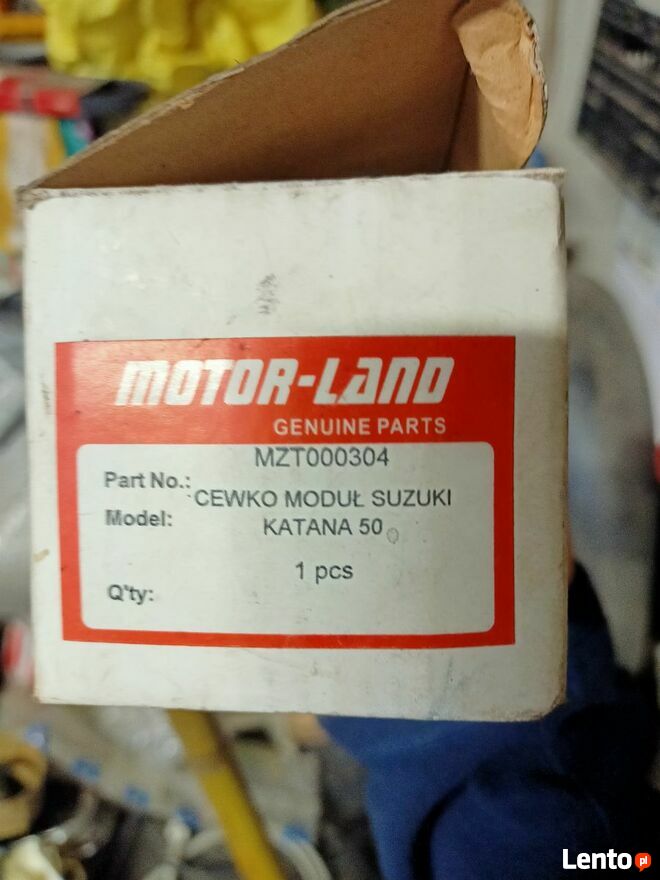 MOTOR-LAND
GENUINE PARTS
MZT000304
Part No.:
CEWKO MODUŁ SUZUKI
Model:
KATANA 50
1 pcs
Q'ty:
Lento.pl